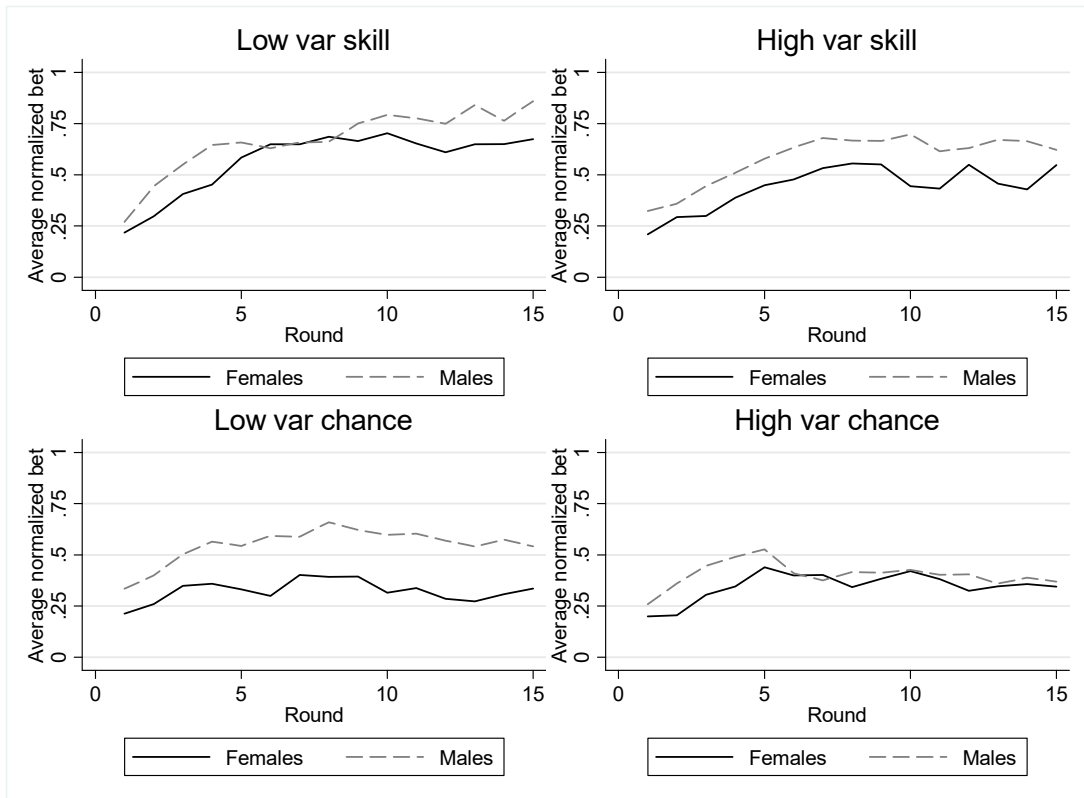 Low var skill
Average normalized bet
0 .25 .5 .75 1
0 5 10 15
Round
Females Males
High var skill
Average normalized bet
0 .25 .5 .75 1
0 5 10 15
Round
Females Males
Low var chance
Average normalized bet
0 .25 .5 .75 1
0 5 10 15
Round
Females Males
High var chance
Average normalized bet
0 .25 .5 .75 1
0 5 10 15
Round
Females Males